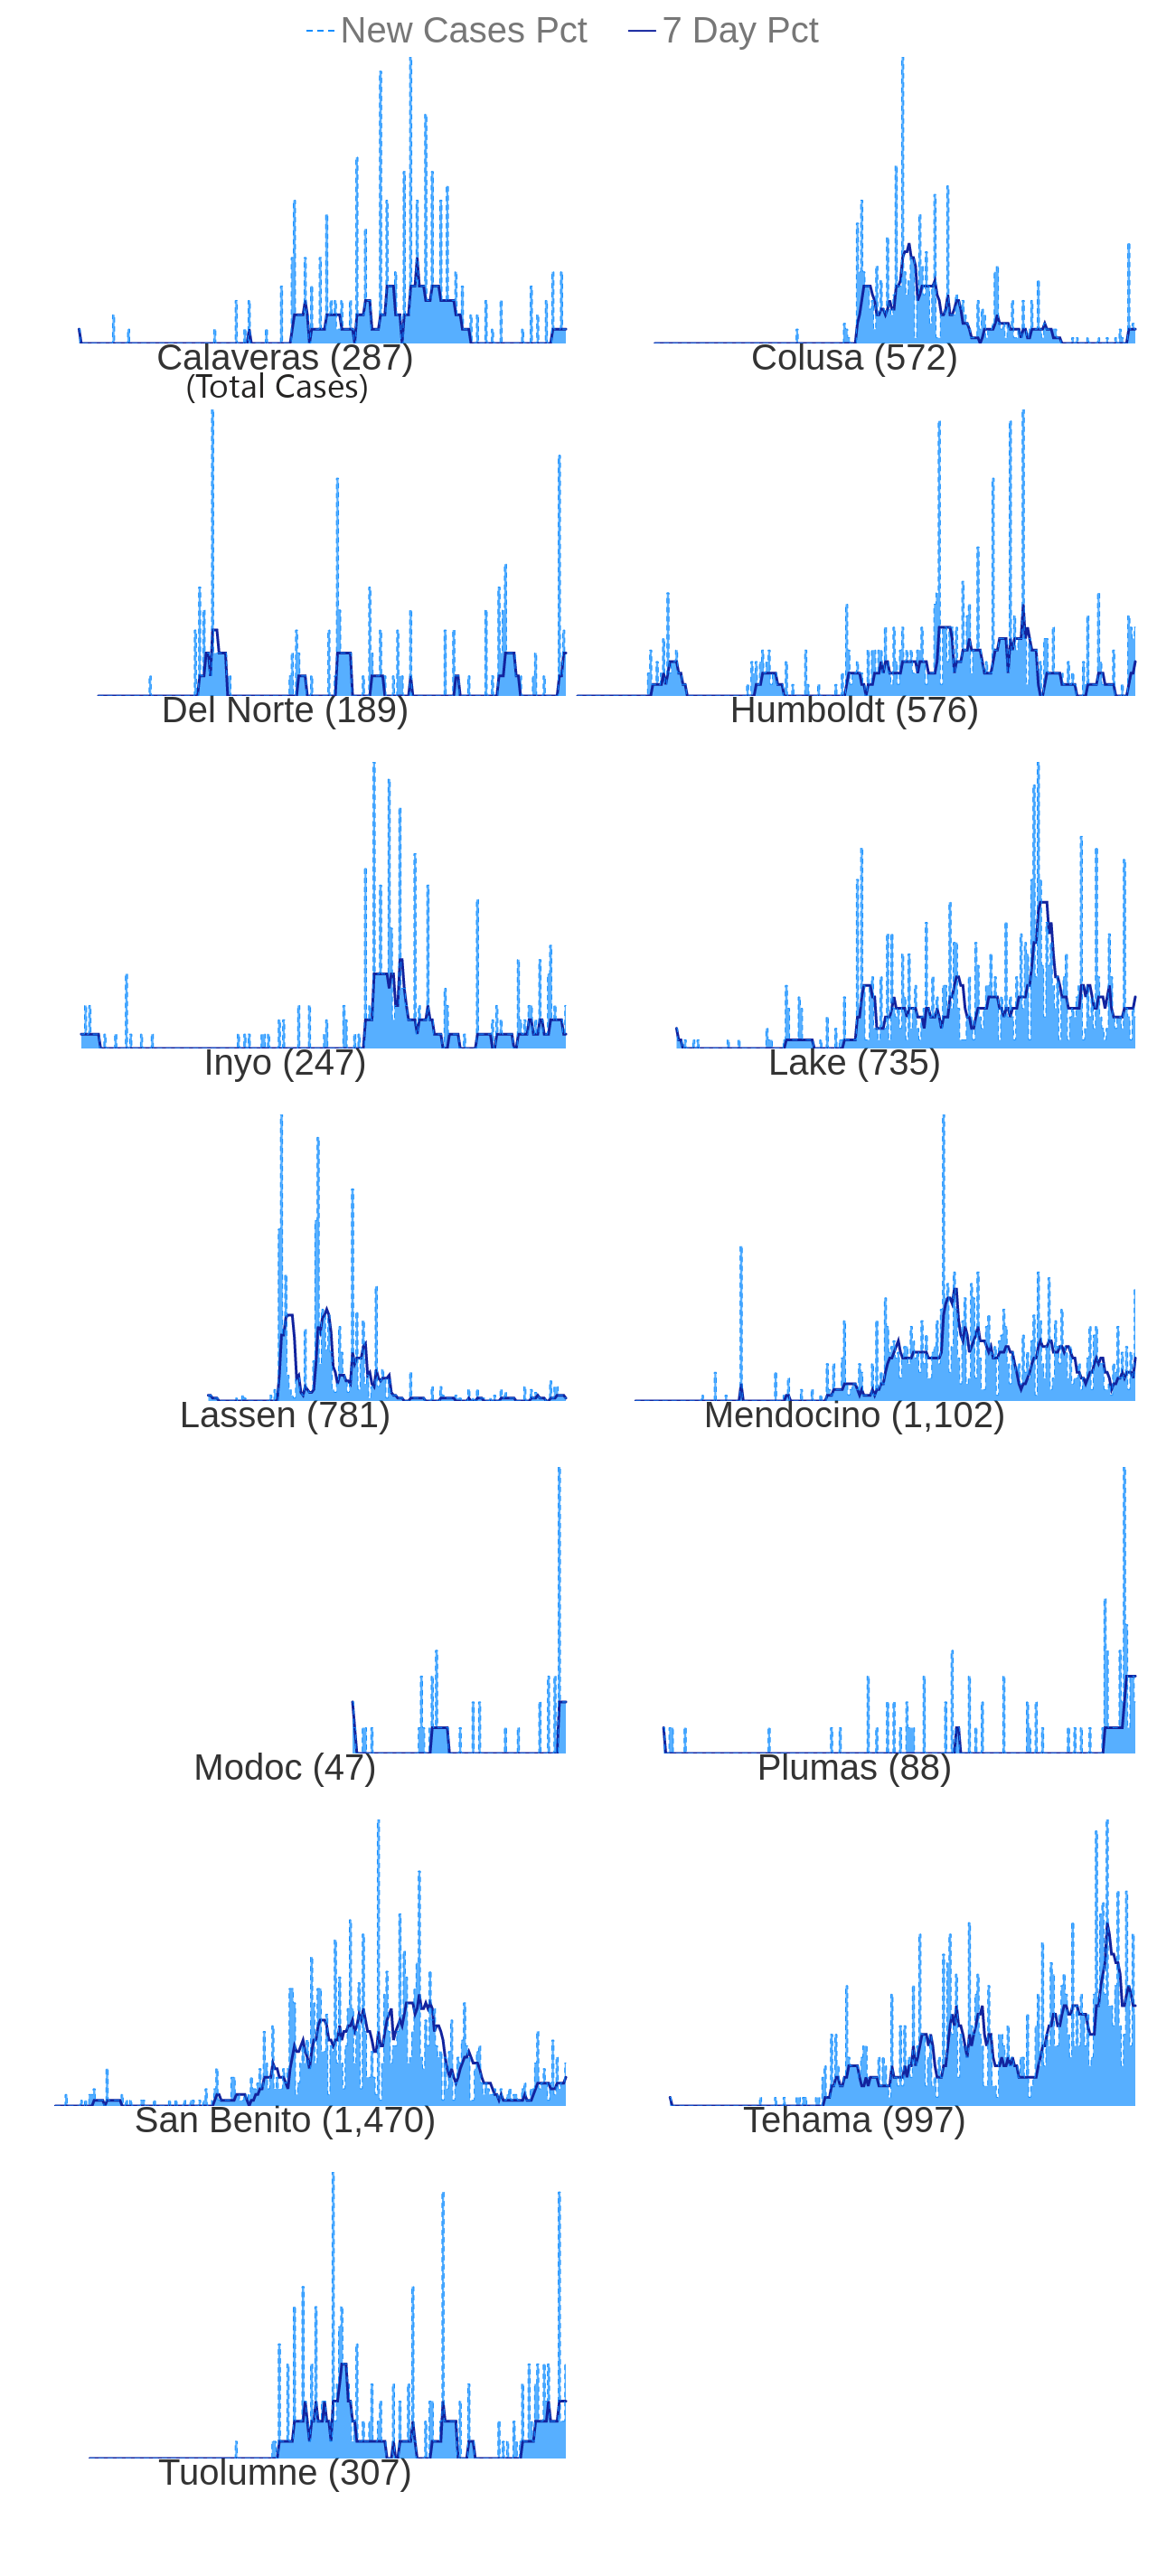 New Cases Pct 7 Day Pct
Calaveras (287) Colusa (572)
(Total Cases)
Del Norte (189) Humboldt (576)
Inyo (247) Lake (735)
Lassen (781) Mendocino (1,102)
Modoc (47) Plumas (88)
San Benito (1,470) Tehama (997)
Tuolumne (307)